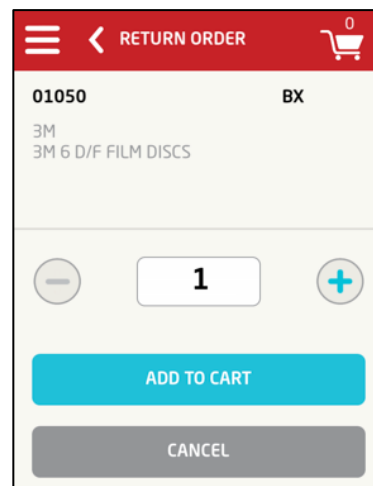 0
RETURN ORDER
01050 BX
3M
3M 6 D/F FILM DISCS
1
ADD TO CART
CANCEL